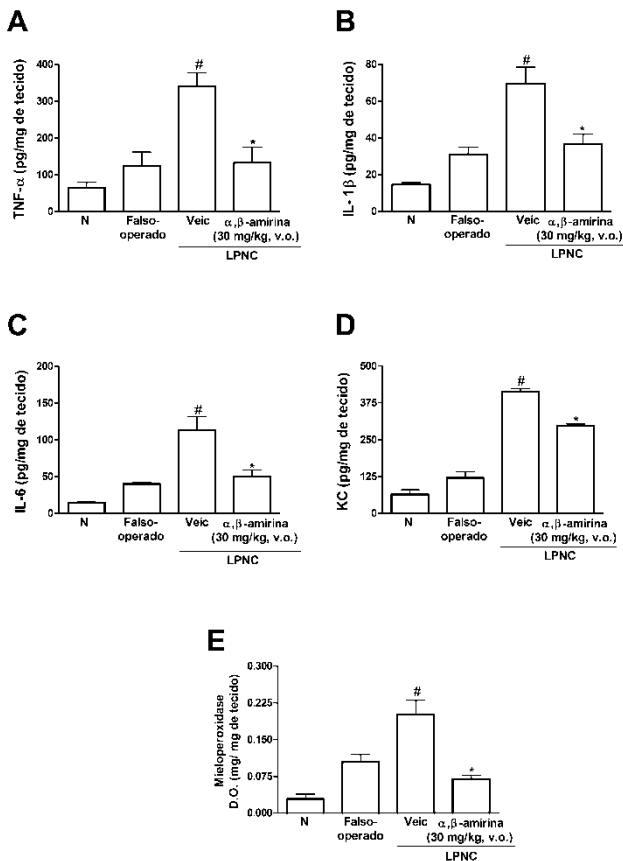 A
TNF-α (pg/mg de tecido)
400
300
200
100
0
#
*
N
Falso-
operado
Veic
α,β-amirina
(30 mg/kg, v.o.)
LPNC
B
IL-1β (pg/mg de tecido)
80
60
40
20
0
#
*
N
Falso-
operado
Veic
α,β-amirina
(30 mg/kg, v.o.)
LPNC
C
IL-6 (pg/mg de tecido)
200
150
100
50
0
#
*
N
Falso-
operado
Veic
α,β-amirina
(30 mg/kg, v.o.)
LPNC
D
KC (pg/mg de tecido)
500
375
250
125
0
#
*
N
Falso-
operado
Veic
α,β-amirina
(30 mg/kg, v.o.)
LPNC
E
Mieloperoxidase
D.O. (mg/ mg de tecido)
0.300
0.225
0.150
0.075
0.000
#
*
N
Falso-
operado
Veic
α,β-amirina
(30 mg/kg, v.o.)
LPNC